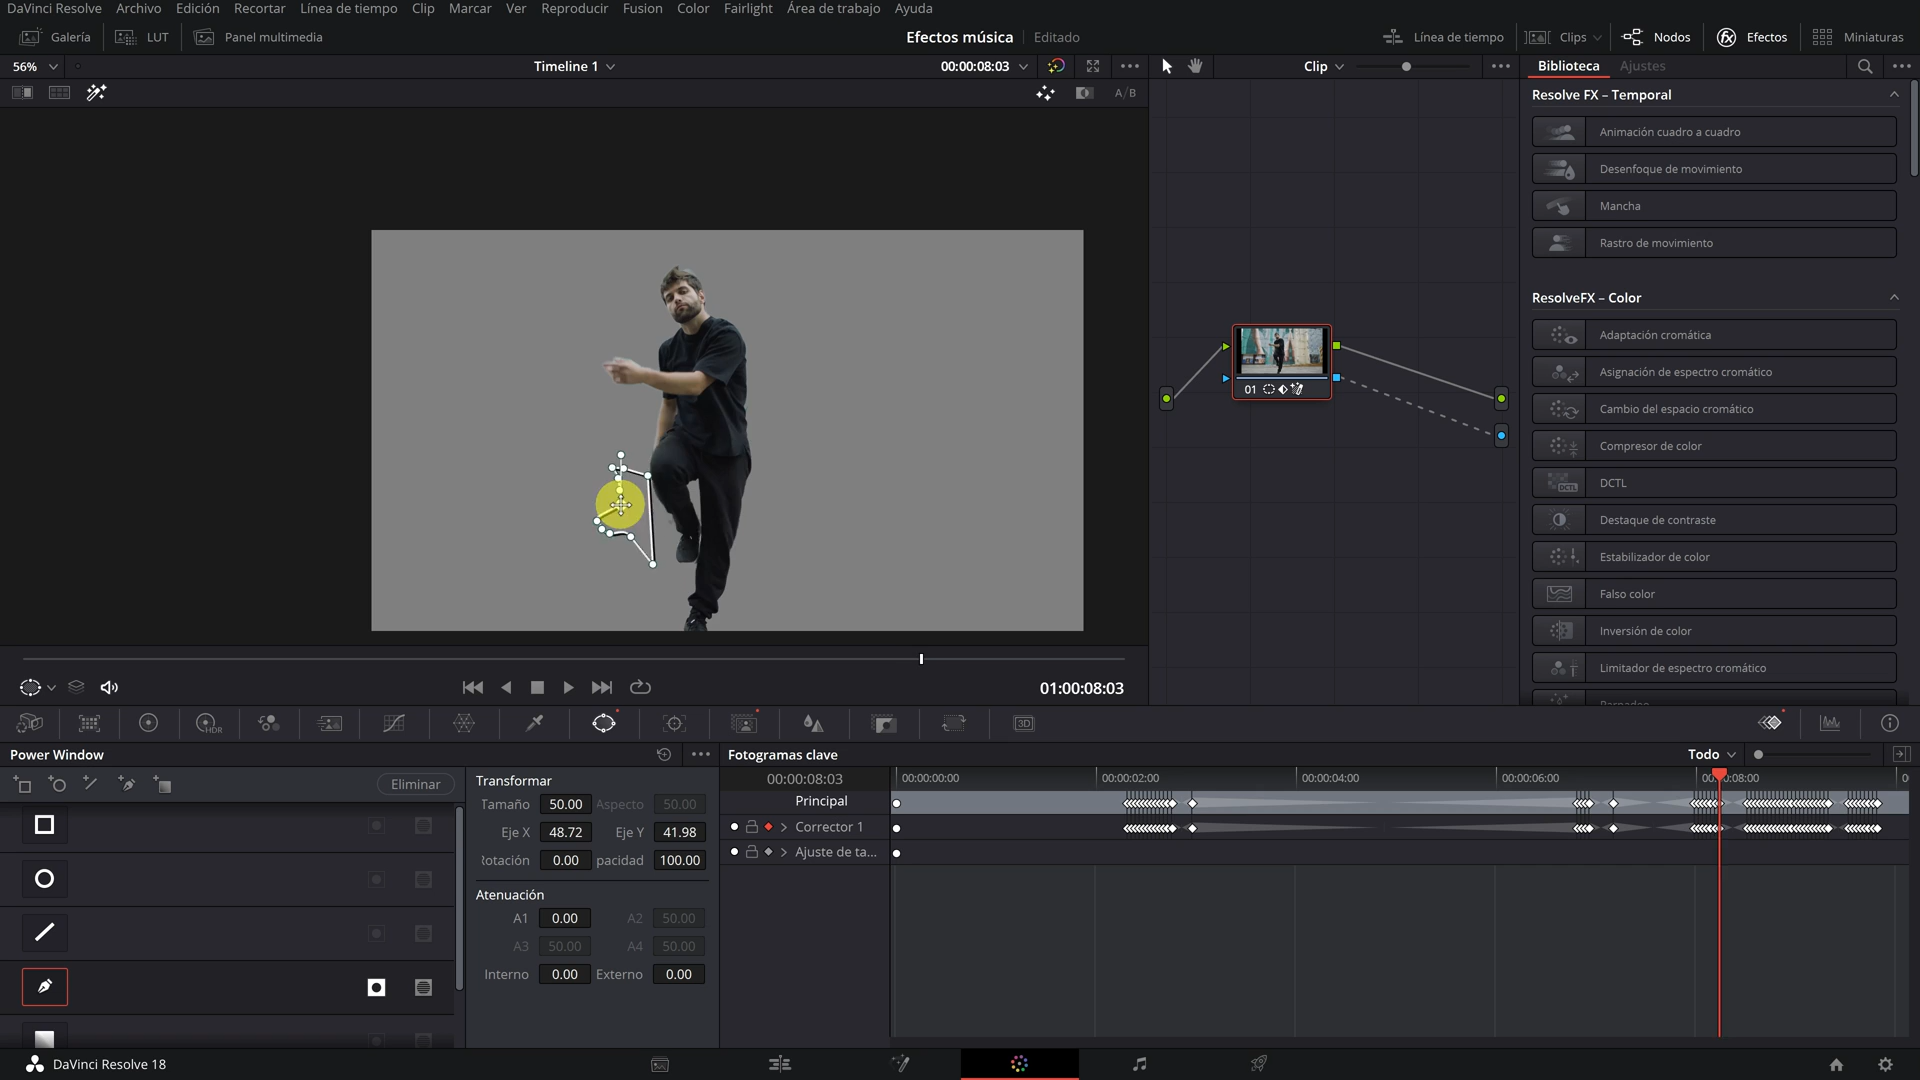 DaVinci Resolve Archivo Edición Recortar Línea de tiempo Clip Marcar Ver Reproducir Fusion Color Fairlight Área de trabajo Ayuda
Galería LUT Panel multimedia Efectos música Editado Línea de tiempo Clips Nodos Efectos Miniaturas
56% Timeline 1 00:00:08:03 Clip Biblioteca Ajustes
A/B
Resolve FX – Temporal
Animación cuadro a cuadro
Desenfoque de movimiento
Mancha
Rastro de movimiento
ResolveFX – Color
Adaptación cromática
Asignación de espectro cromático
Cambio del espacio cromático
Compresor de color
DCTL
Destaque de contraste
Estabilizador de color
Falso color
Inversión de color
Limitador de espectro cromático
01
01:00:08:03
HDR
3D
Power Window
Eliminar
Transformar
Tamaño 50.00 Aspecto 50.00
Eje X 48.72 Eje Y 41.98
Rotación 0.00 pacidad 100.00
Atenuación
A1 0.00 A2 50.00
A3 50.00 A4 50.00
Interno 0.00 Externo 0.00
Fotogramas clave Todo
00:00:08:03 00:00:00:00 00:00:02:00 00:00:04:00 00:00:06:00 00:00:08:00
Principal
Corrector 1
Ajuste de ta...
DaVinci Resolve 18